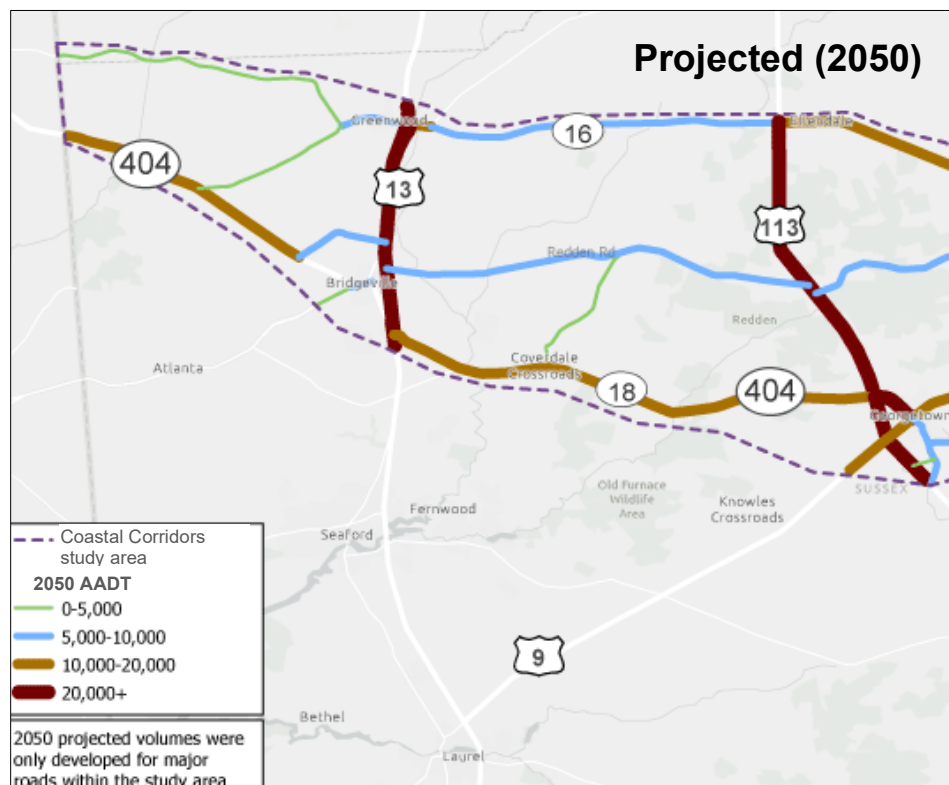 Projected (2050)
Greenwood
16
Ellendale
404
13
113
Redden Rd
Bridgeville
Redden
Atlanta
Coverdale
Crossroads
18
404
Georgetown
SUSSEX
Old Furnace
Wildlife
Area
Knowles
Crossroads
Fernwood
Seaford
9
Bethel
Laurel
Coastal Corridors
study area
2050 AADT
0-5,000
5,000-10,000
10,000-20,000
20,000+
2050 projected volumes were
only developed for major
roads within the study area